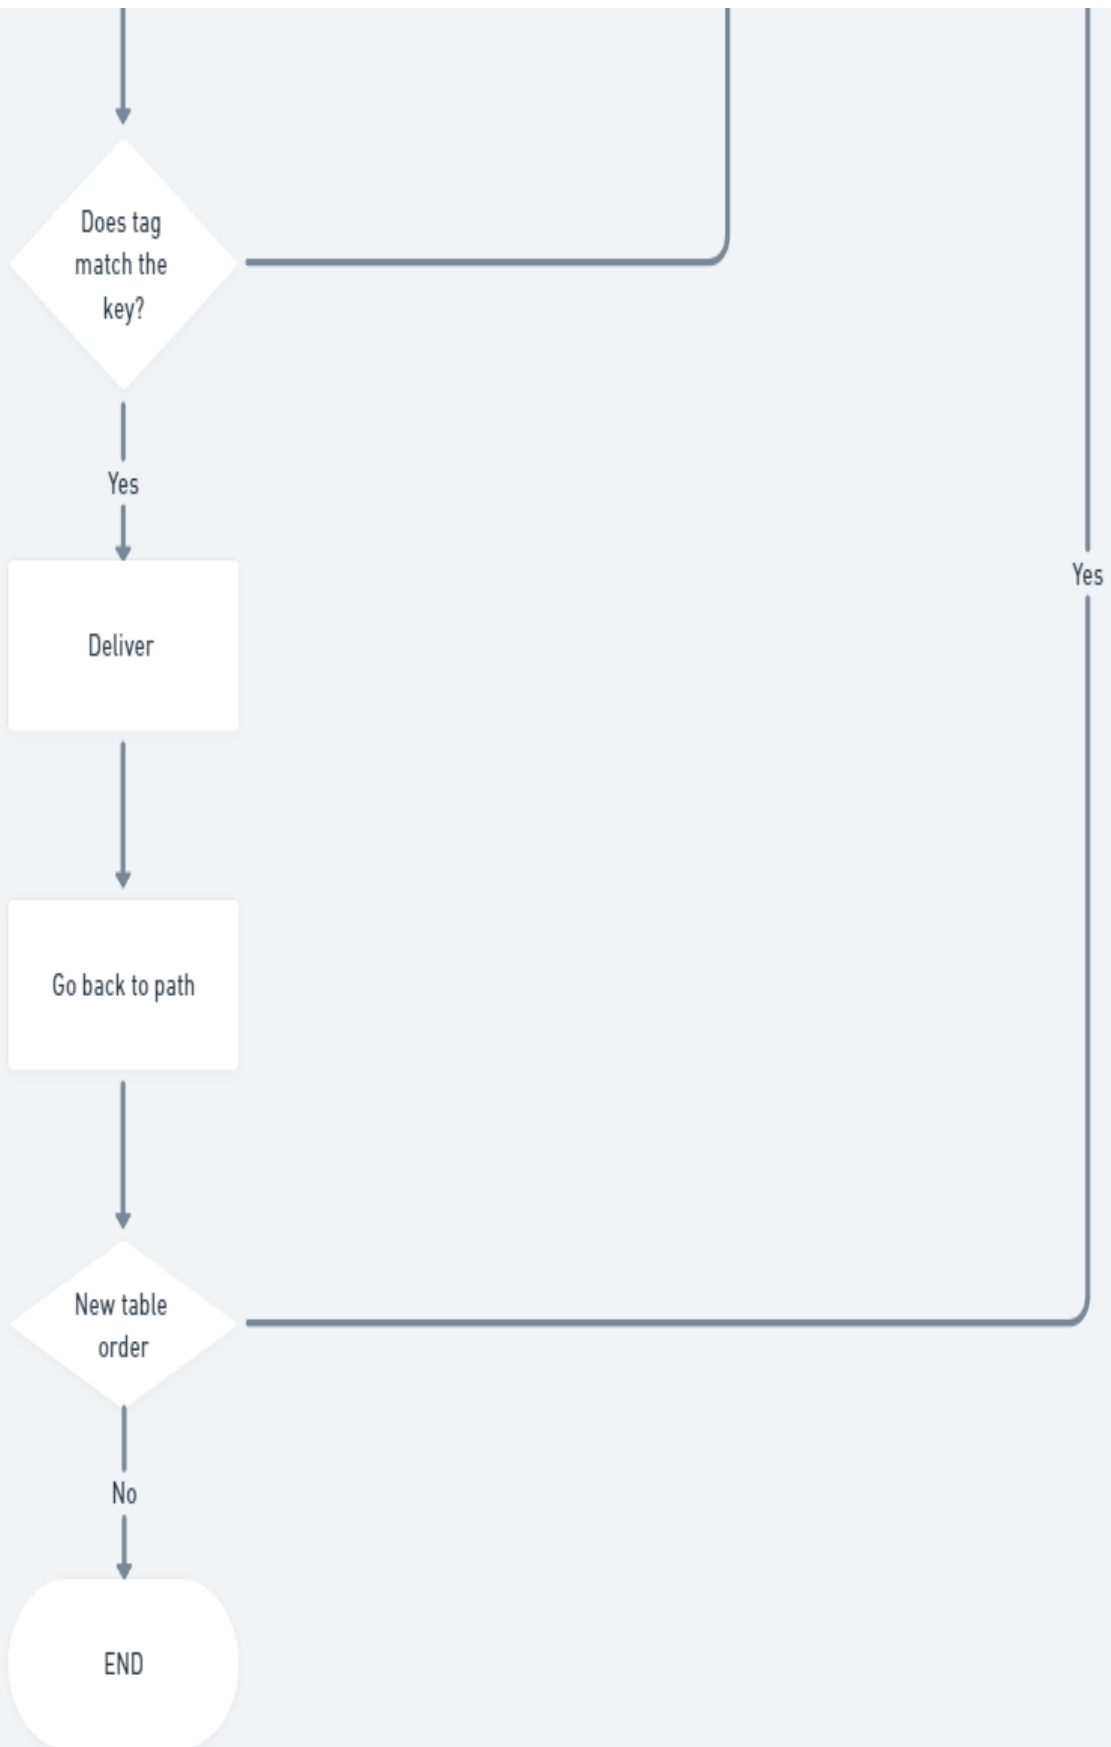 Does tag
match the
key?
Yes
Yes
Deliver
Go back to path
New table
order
No
END